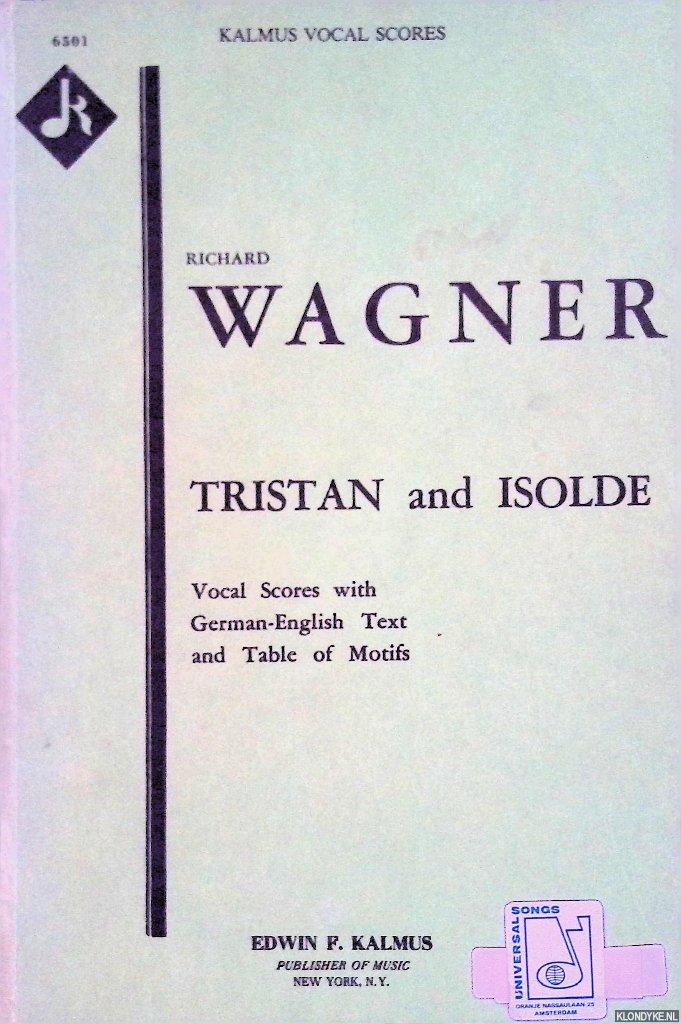 6501
KALMUS VOCAL SCORES
RICHARD
WAGNER
TRISTAN and ISOLDE
Vocal Scores with
German-English Text
and Table of Motifs
EDWIN F. KALMUS
PUBLISHER OF MUSIC
NEW YORK, N.Y.
UNIVERSAL
SONGS
ORANJE NASSAULAAN 25
AMSTERDAM
KLONDYKE.NL